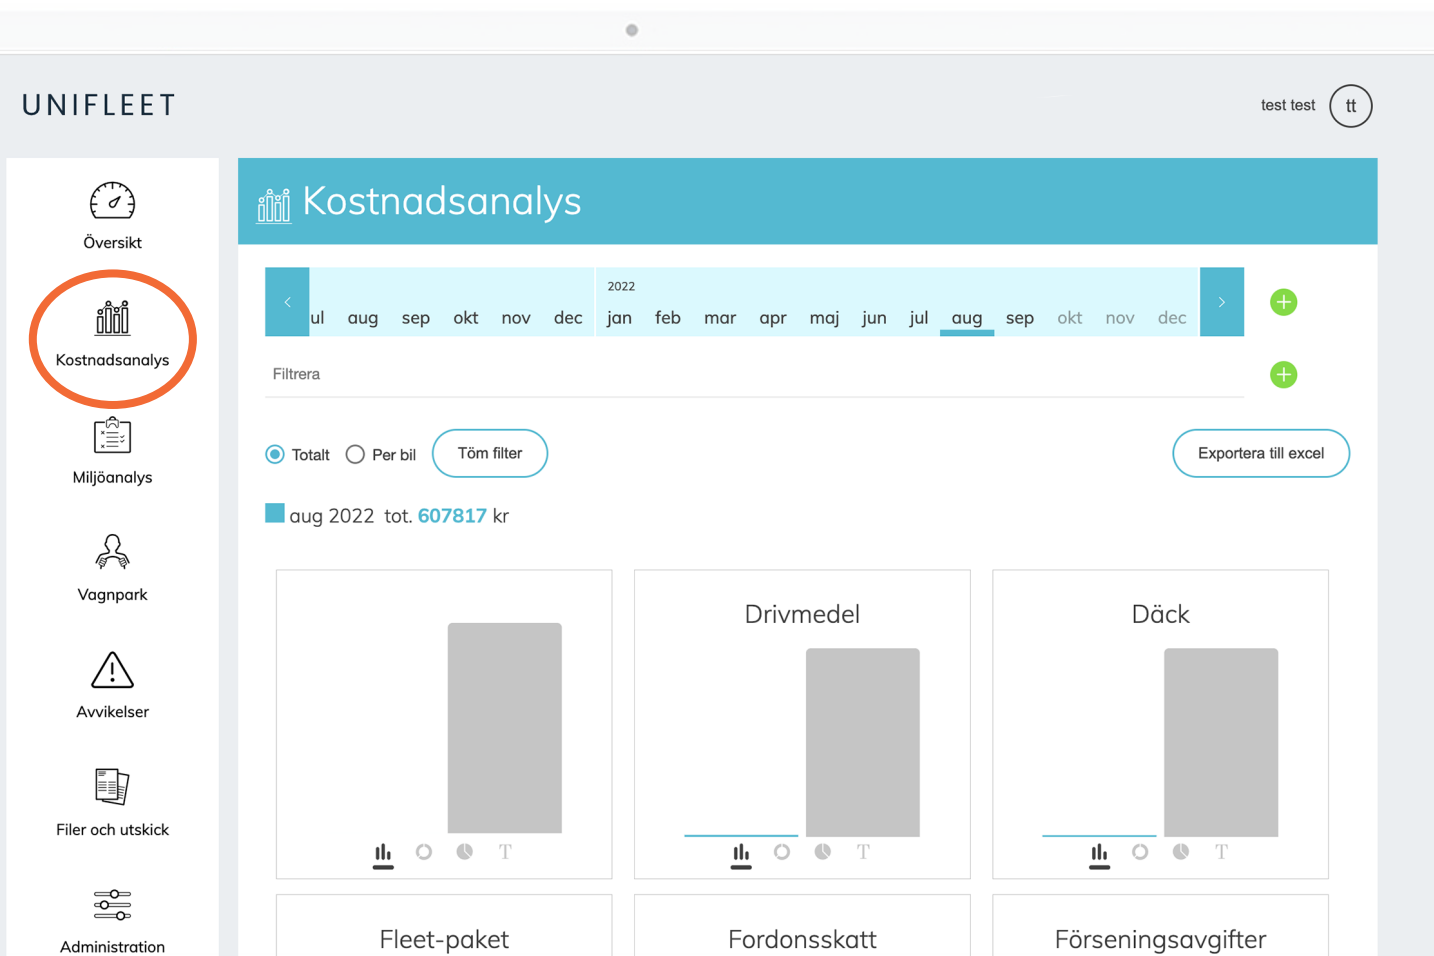 UNIFLEET
test test
tt
Översikt
Kostnadsanalys
Miljöanalys
Vagnpark
Avvikelser
Filer och utskick
Administration
Kostnadsanalys
2022
ul aug sep okt nov dec jan feb mar apr maj jun jul aug sep okt nov dec
Filtrera
Totalt Per bil Töm filter Exportera till excel
aug 2022 tot. 607817 kr
Drivmedel
Däck
T
T
T
Fleet-paket
Fordonsskatt
Förseningsavgifter